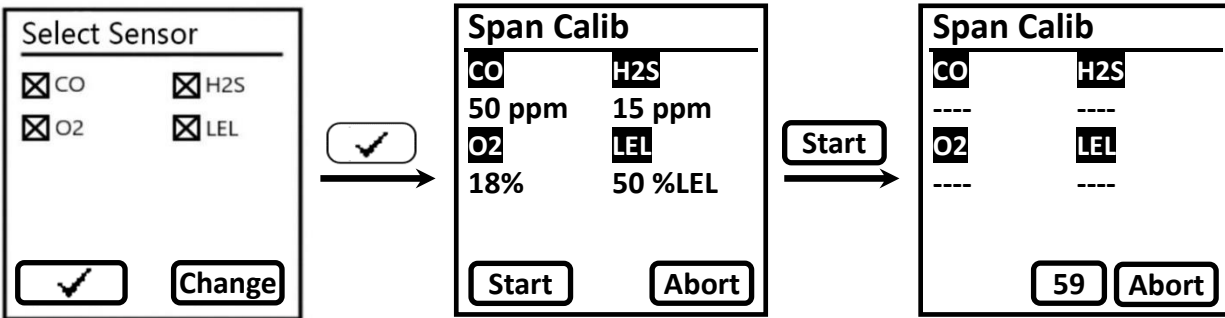 Select Sensor
CO H2S
O2 LEL
Change
Span Calib
CO H2S
50 ppm 15 ppm
O2 LEL
18% 50 %LEL
Start Abort
Start
Span Calib
CO H2S
---- ----
O2 LEL
---- ----
59 Abort